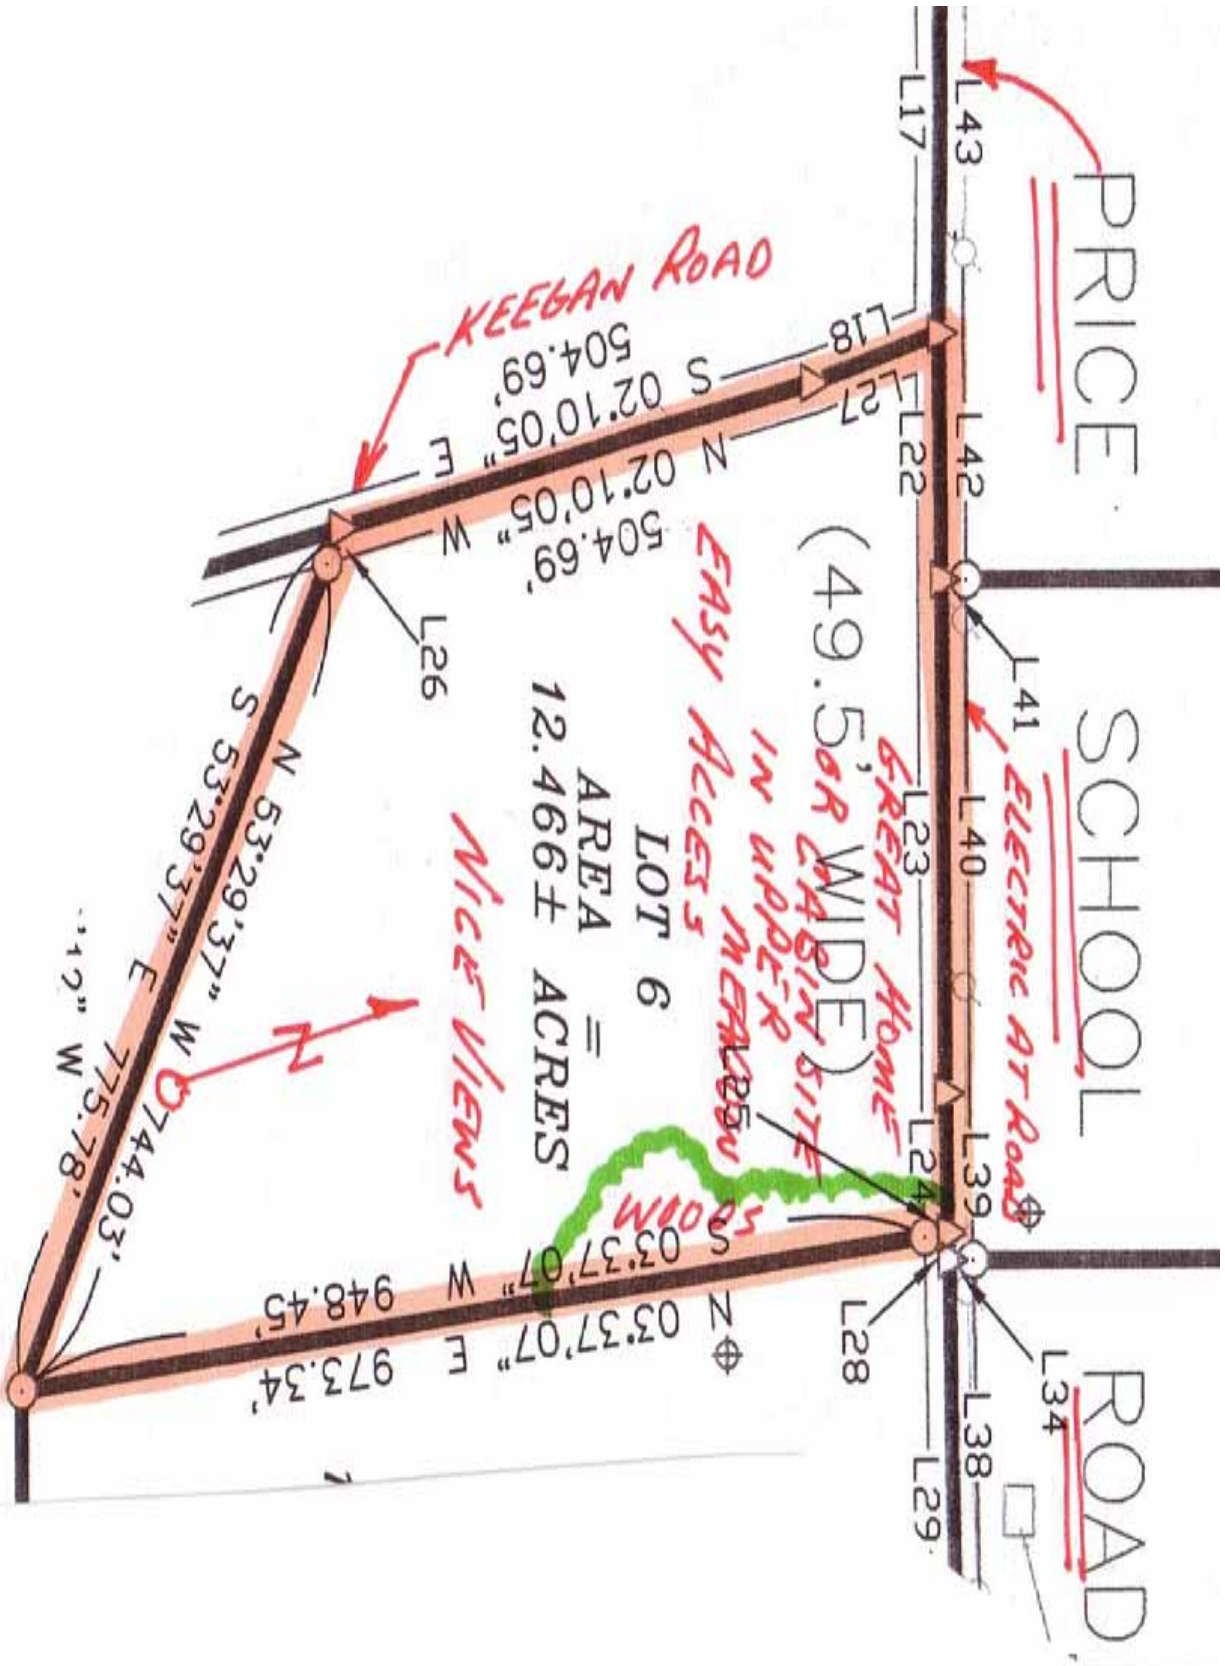 PRICE SCHOOL ROAD
L43
L42
L41
L40
L39
L34
L38
L17
L22
L23
L24
L28
L29
ELECTRIC AT ROAD
(49.5' WIDE)
GREAT HOME
OR CABIN SITE
IN UPPER
MEADOW
EASY ACCESS
L25
L18
L27
KEEGAN ROAD
S 02°10'05" E
504.69'
N 02°10'05" W
504.69'
L26
LOT 6
AREA =
12.466± ACRES
NICE VIEWS
WOODS
S 03°37'07" W
948.45'
N 03°37'07" E
973.34'
N
N 53°29'37" W 744.03'
S 53°29'37" E 775.78'
" W